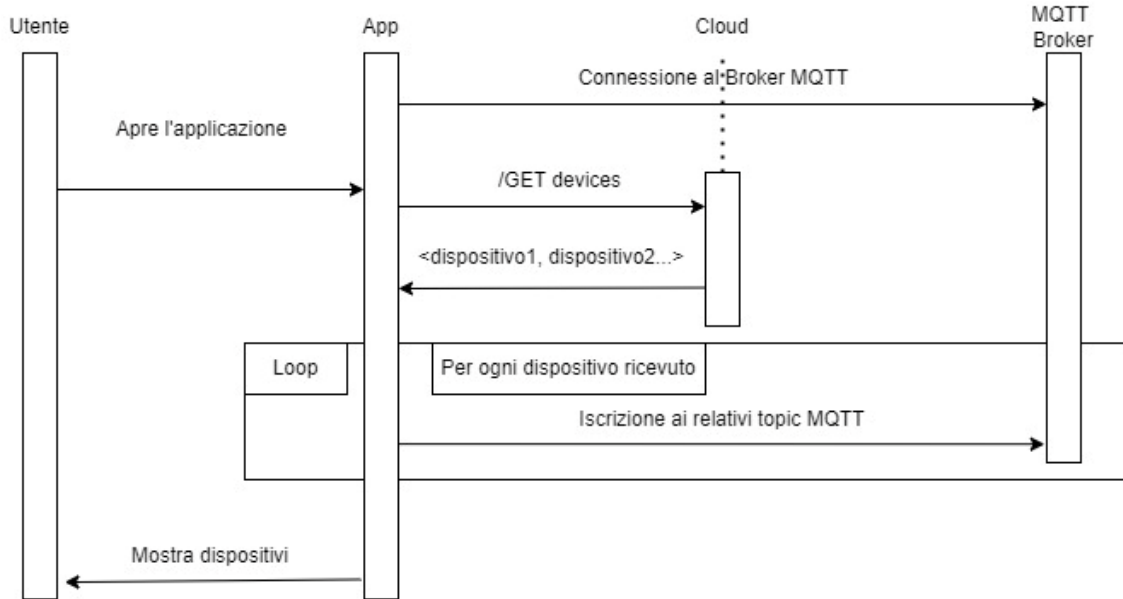 Utente
App
Cloud
MQTT
Broker
Connessione al Broker MQTT
Apre l'applicazione
/GET devices
<dispositivo1, dispositivo2...>
Loop
Per ogni dispositivo ricevuto
Iscrizione ai relativi topic MQTT
Mostra dispositivi